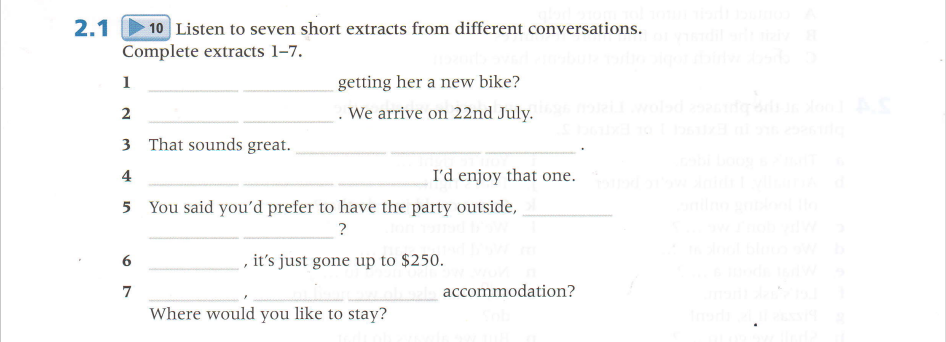 2.1 10 Listen to seven short extracts from different conversations.
Complete extracts 1–7.
1 ________ ________ getting her a new bike?
2 ________ ________ . We arrive on 22nd July.
3 That sounds great. ________ ________ ________ .
4 ________ ________ ________ I'd enjoy that one.
5 You said you'd prefer to have the party outside, ________
________ ________ ?
6 ________ , it's just gone up to $250.
7 ________ , ________ ________ accommodation?
Where would you like to stay?